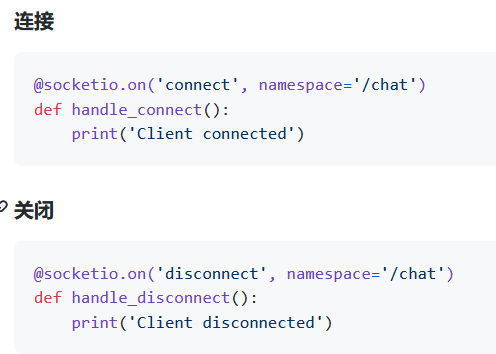 连接
@socketio.on('connect', namespace='/chat')
def handle_connect():
    print('Client connected')
关闭
@socketio.on('disconnect', namespace='/chat')
def handle_disconnect():
    print('Client disconnected')